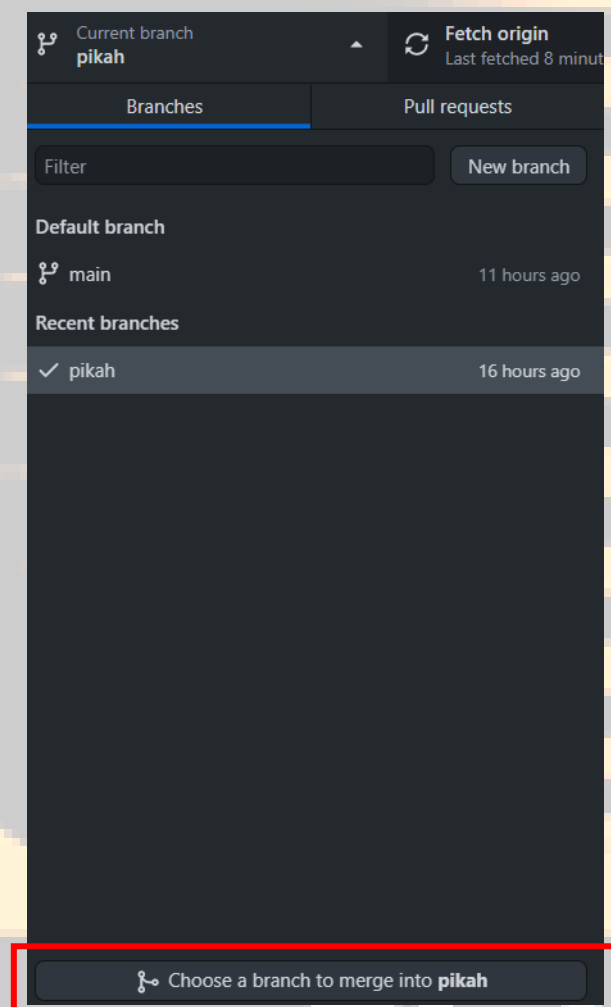 Current branch
pikah
Fetch origin
Last fetched 8 minut
Branches
Pull requests
Filter
New branch
Default branch
main
11 hours ago
Recent branches
pikah
16 hours ago
Choose a branch to merge into pikah